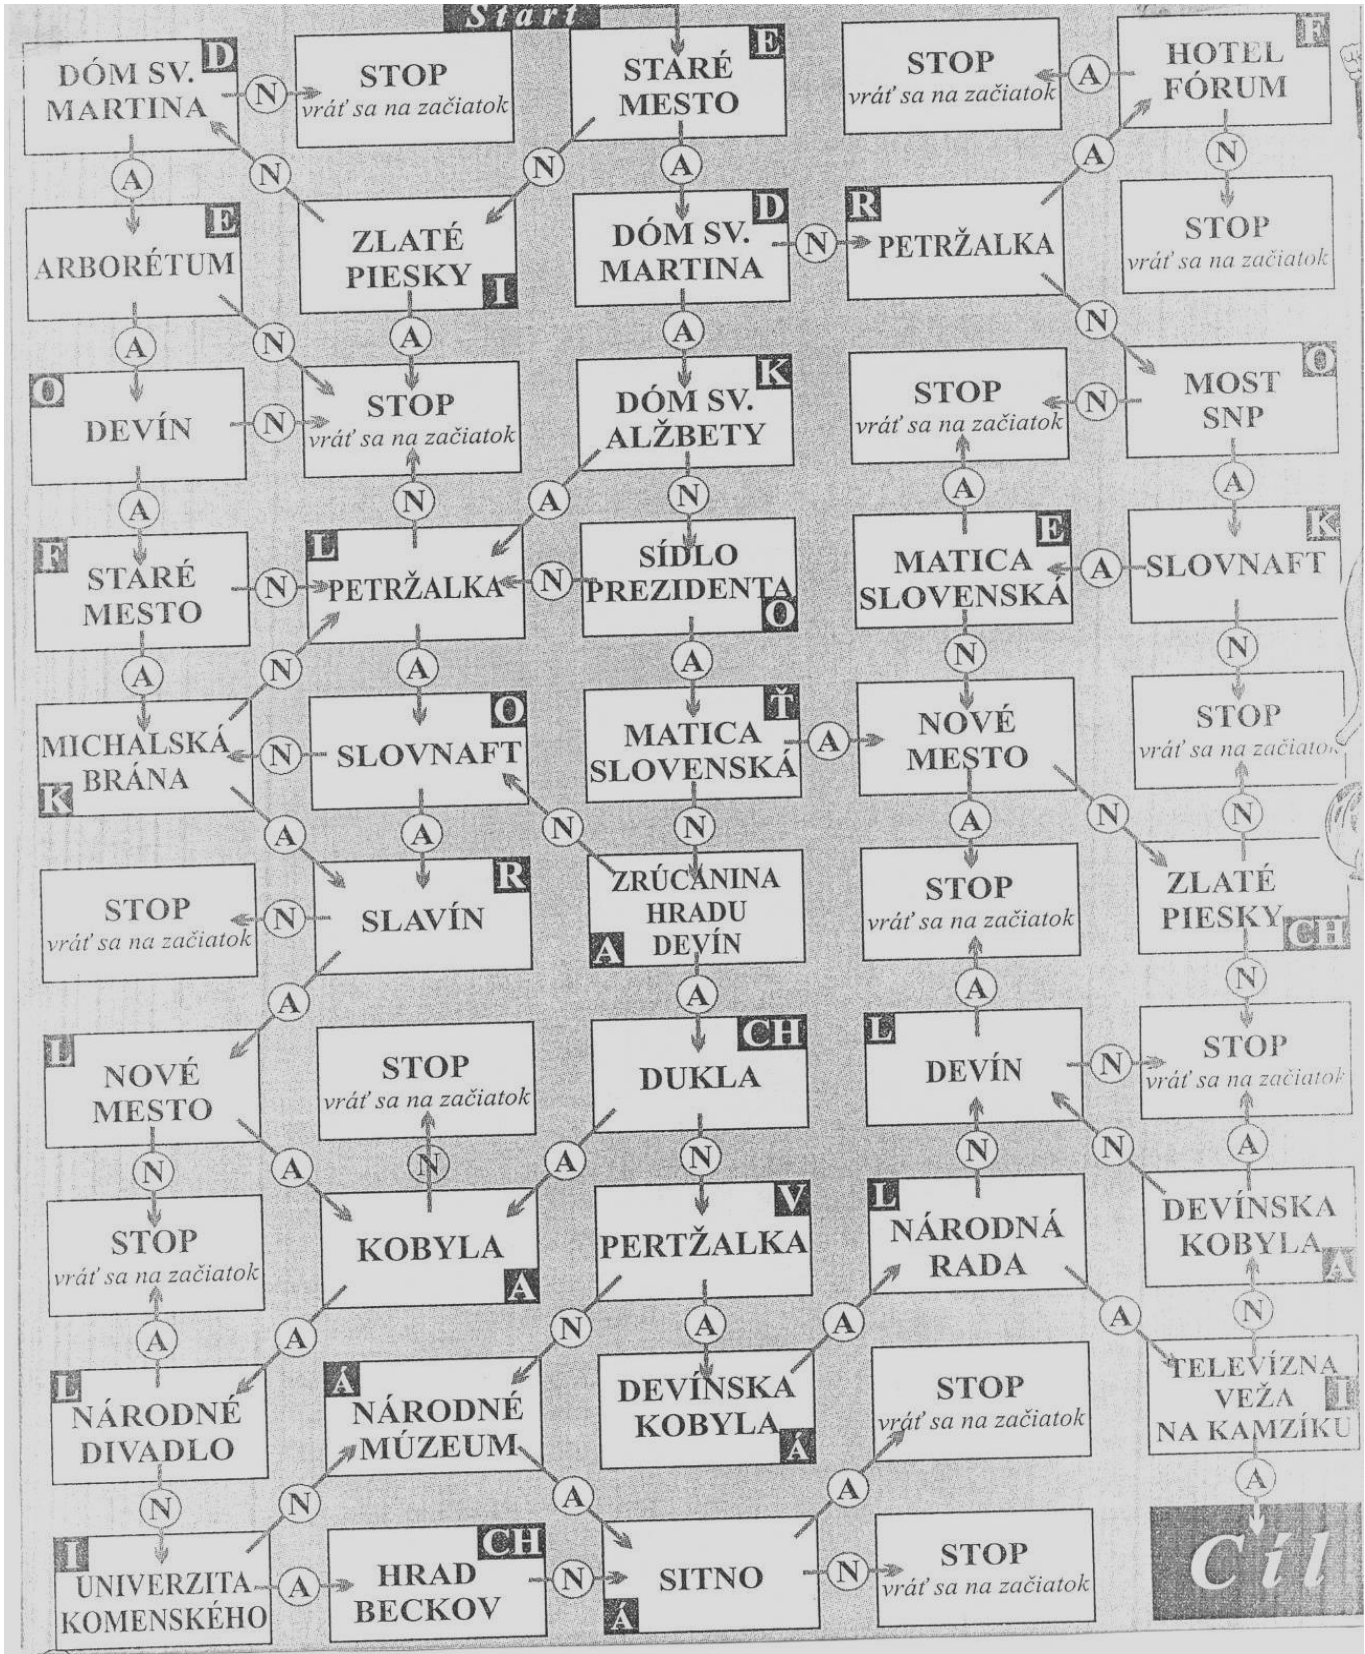 Start
D
DÓM SV.
MARTINA
N
STOP
vráť sa na začiatok
E
STARÉ
MESTO
STOP
vráť sa na začiatok
A
F
HOTEL
FÓRUM
A
N
N
A
A
N
E
ARBORÉTUM
ZLATÉ
PIESKY
I
D
DÓM SV.
MARTINA
N
R
PETRŽALKA
STOP
vráť sa na začiatok
A
N
A
A
N
O
DEVÍN
N
STOP
vráť sa na začiatok
K
DÓM SV.
ALŽBETY
STOP
vráť sa na začiatok
N
O
MOST
SNP
A
N
A
N
A
A
F
STARÉ
MESTO
N
L
PETRŽALKA
N
SÍDLO
PREZIDENTA
O
E
MATICA
SLOVENSKÁ
A
K
SLOVNAFT
A
N
A
A
N
N
MICHALSKÁ
BRÁNA
K
N
O
SLOVNAFT
Ť
MATICA
SLOVENSKÁ
A
NOVÉ
MESTO
STOP
vráť sa na začiatok
A
A
N
N
A
N
N
STOP
vráť sa na začiatok
N
R
SLAVÍN
ZRÚCANINA
HRADU
DEVÍN
A
STOP
vráť sa na začiatok
ZLATÉ
PIESKY
CH
A
A
A
N
L
NOVÉ
MESTO
STOP
vráť sa na začiatok
CH
DUKLA
L
DEVÍN
N
STOP
vráť sa na začiatok
N
A
N
A
N
N
N
A
STOP
vráť sa na začiatok
KOBYLA
A
V
PERTŽALKA
L
NÁRODNÁ
RADA
DEVÍNSKA
KOBYLA
A
A
A
N
A
A
A
N
L
NÁRODNÉ
DIVADLO
Á
NÁRODNÉ
MÚZEUM
DEVÍNSKA
KOBYLA
Á
STOP
vráť sa na začiatok
TELEVÍZNA
VEŽA
NA KAMZÍKU
I
N
N
A
A
A
I
UNIVERZITA
KOMENSKÉHO
A
CH
HRAD
BECKOV
N
SITNO
Á
N
STOP
vráť sa na začiatok
Cíl